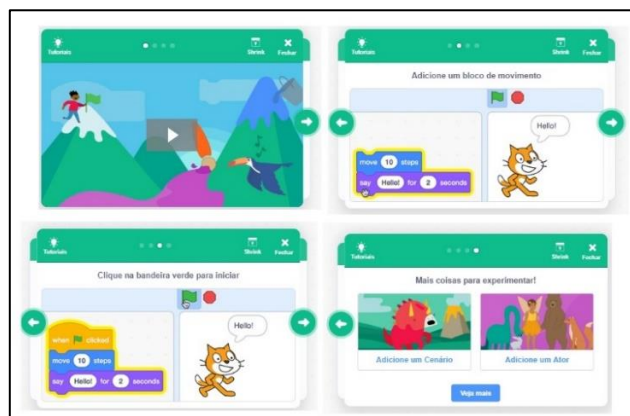 Tutoriais
Shrink
Fechar
Tutoriais
Shrink
Fechar
Adicione um bloco de movimento
Hello!
move 10 steps
say Hello! for 2 seconds
Tutoriais
Shrink
Fechar
Clique na bandeira verde para iniciar
Hello!
when clicked
move 10 steps
say Hello! for 2 seconds
Tutoriais
Shrink
Fechar
Mais coisas para experimentar!
Adicione um Cenário
Adicione um Ator
Veja mais